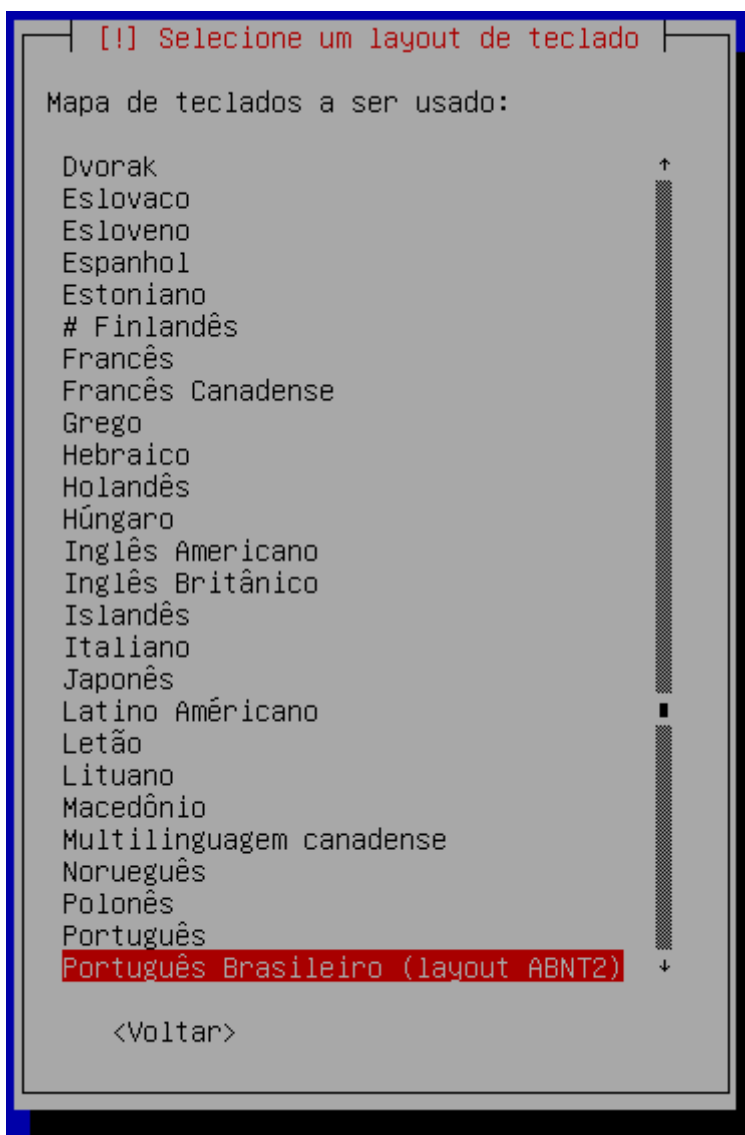 [!] Selecione um layout de teclado
Mapa de teclados a ser usado:
Dvorak
Eslovaco
Esloveno
Espanhol
Estoniano
# Finlandês
Francês
Francês Canadense
Grego
Hebraico
Holandês
Húngaro
Inglês Americano
Inglês Britânico
Islandês
Italiano
Japonês
Latino Américano
Letão
Lituano
Macedônio
Multilinguagem canadense
Norueguês
Polonês
Português
Português Brasileiro (layout ABNT2)
<Voltar>